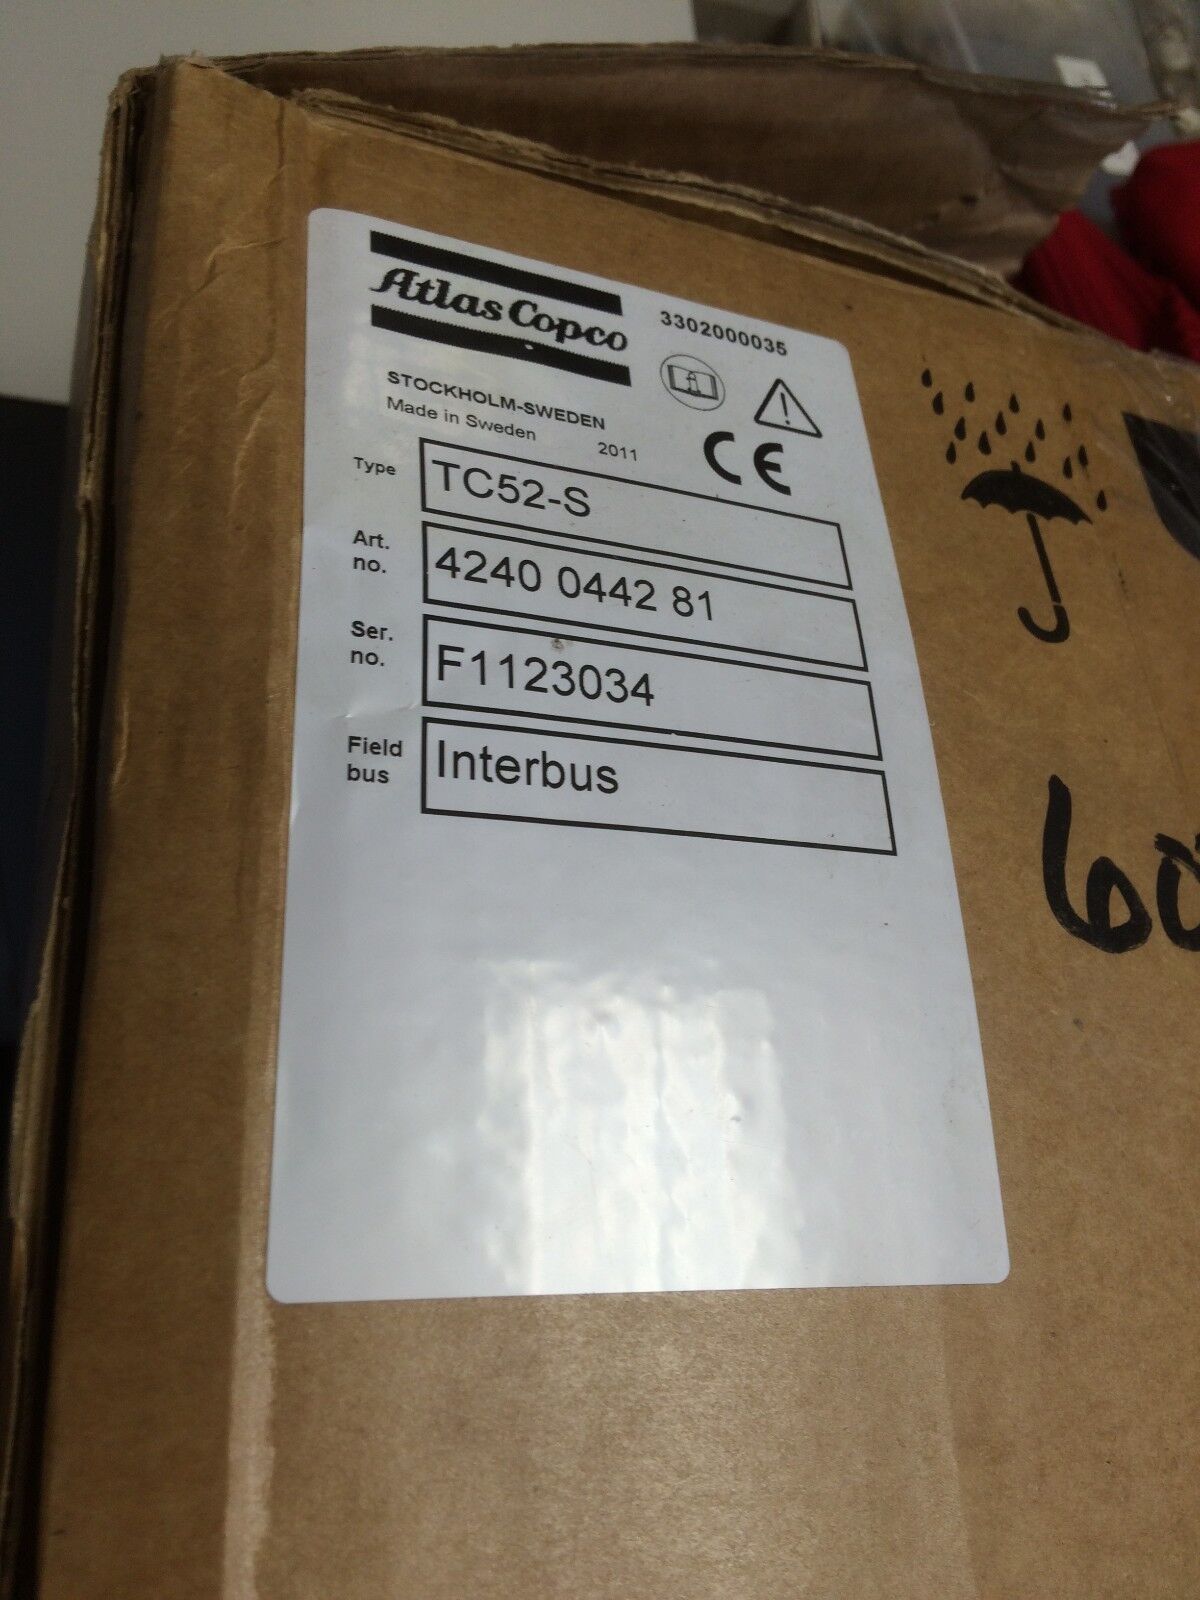 Atlas Copco
3302000035
STOCKHOLM-SWEDEN
Made in Sweden 2011
CE
Type TC52-S
Art. no. 4240 0442 81
Ser. no. F1123034
Field bus Interbus